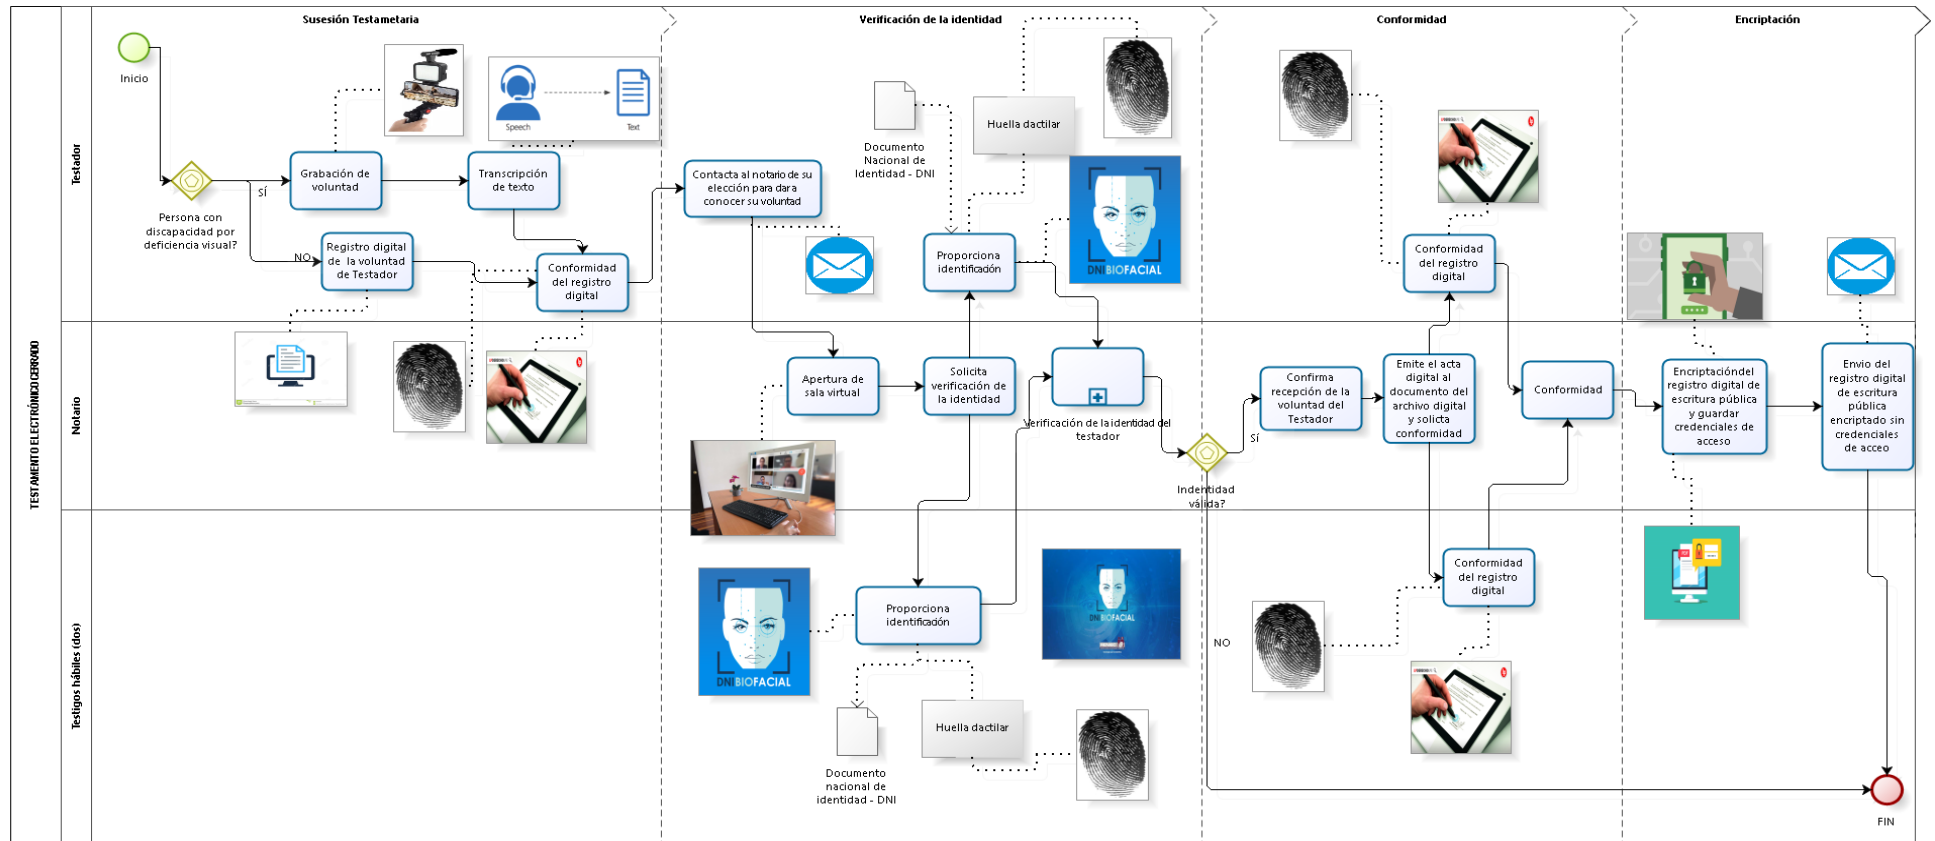 Susesión Testametaria
Verificación de la identidad
Conformidad
Encriptación
TESTAMENTO ELECTRÓNICO CERRADO
Testador
Inicio
Persona con
discapacidad por
deficiencia visual?
SÍ
NO
Grabación de
voluntad
Speech
Text
Transcripción
de texto
Registro digital
de la voluntad
de Testador
Conformidad
del registro
digital
Contacta al notario de su
elección para dar a
conocer su voluntad
Documento
Nacional de
Identidad - DNI
Huella dactilar
DNI BIOFACIAL
Proporciona
identificación
Conformidad
del registro
digital
Notario
Apertura de
sala virtual
Solicita
verificación de
la identidad
Verificación de la identidad del
testador
Indentidad
válida?
SÍ
Confirma
recepción de la
voluntad del
Testador
Emite el acta
digital al
documento del
archivo digital
y solicta
conformidad
Conformidad
Encriptacióndel
registro digital de
escritura pública
y guardar
credenciales de
acceso
Envio del
registro digital
de escritura
pública
encriptado sin
credenciales
de acceo
Testigos hábiles (dos)
Proporciona
identificación
DNI BIOFACIAL
DNI BIOFACIAL
Documento
nacional de
identidad - DNI
Huella dactilar
NO
Conformidad
del registro
digital
FIN